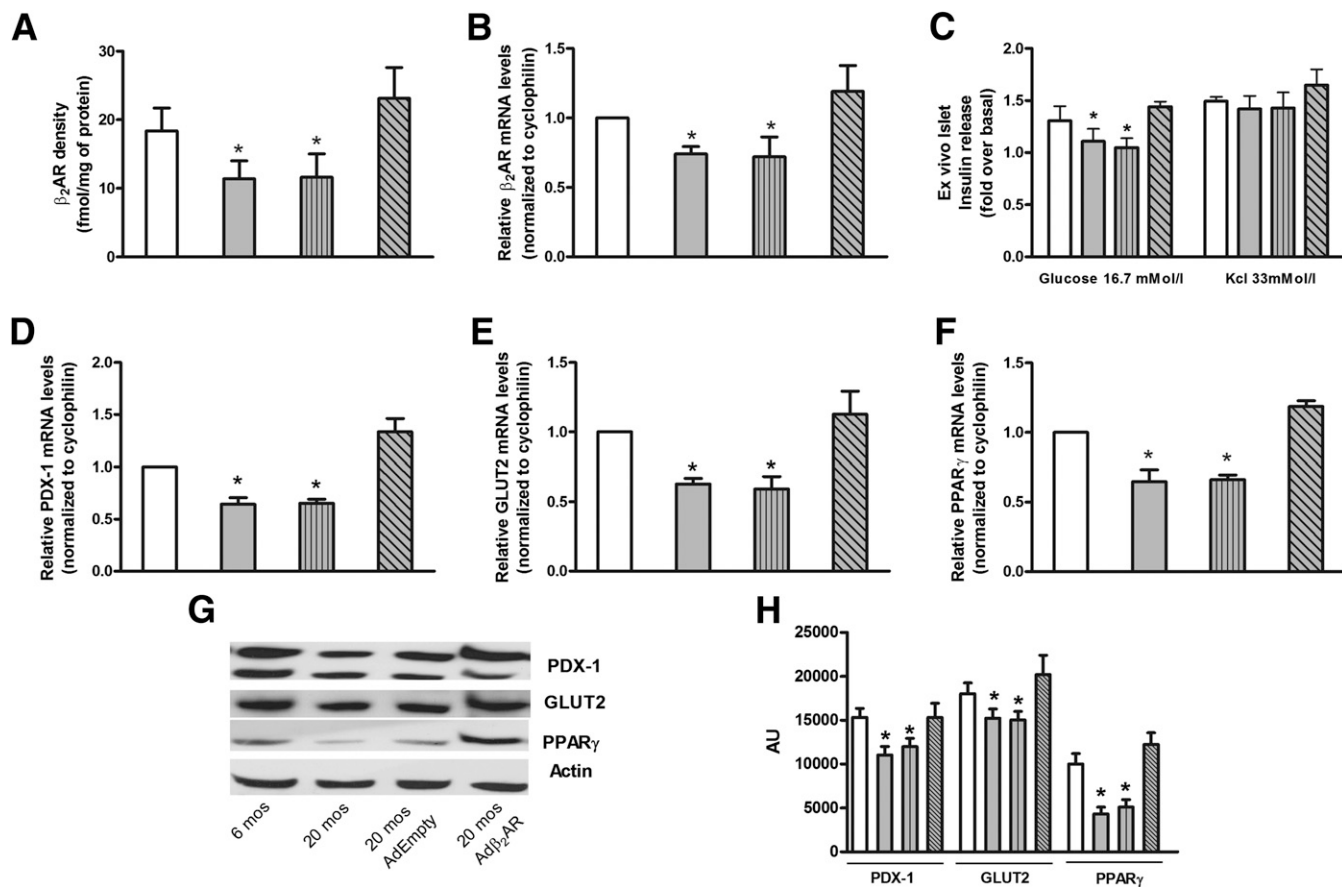 A
β2AR density
(fmol/mg of protein)
30
20
10
0
*
*
B
Relative β2AR mRNA levels
(normalized to cyclophilin)
1.5
1.0
0.5
0.0
*
*
C
Ex vivo Islet
Insulin release
(fold over basal)
2.0
1.5
1.0
0.5
0.0
*
*
Glucose 16.7 mMol/l
Kcl 33mMol/l
D
Relative PDX-1 mRNA levels
(normalized to cyclophilin)
2.0
1.5
1.0
0.5
0.0
*
*
E
Relative GLUT2 mRNA levels
(normalized to cyclophilin)
1.5
1.0
0.5
0.0
*
*
F
Relative PPARγ mRNA levels
(normalized to cyclophilin)
1.5
1.0
0.5
0.0
*
*
G
PDX-1
GLUT2
PPARγ
Actin
6 mos
20 mos
20 mos
AdEmpty
20 mos
Adβ2AR
H
AU
25000
20000
15000
10000
5000
0
*
*
*
*
*
*
PDX-1
GLUT2
PPARγ